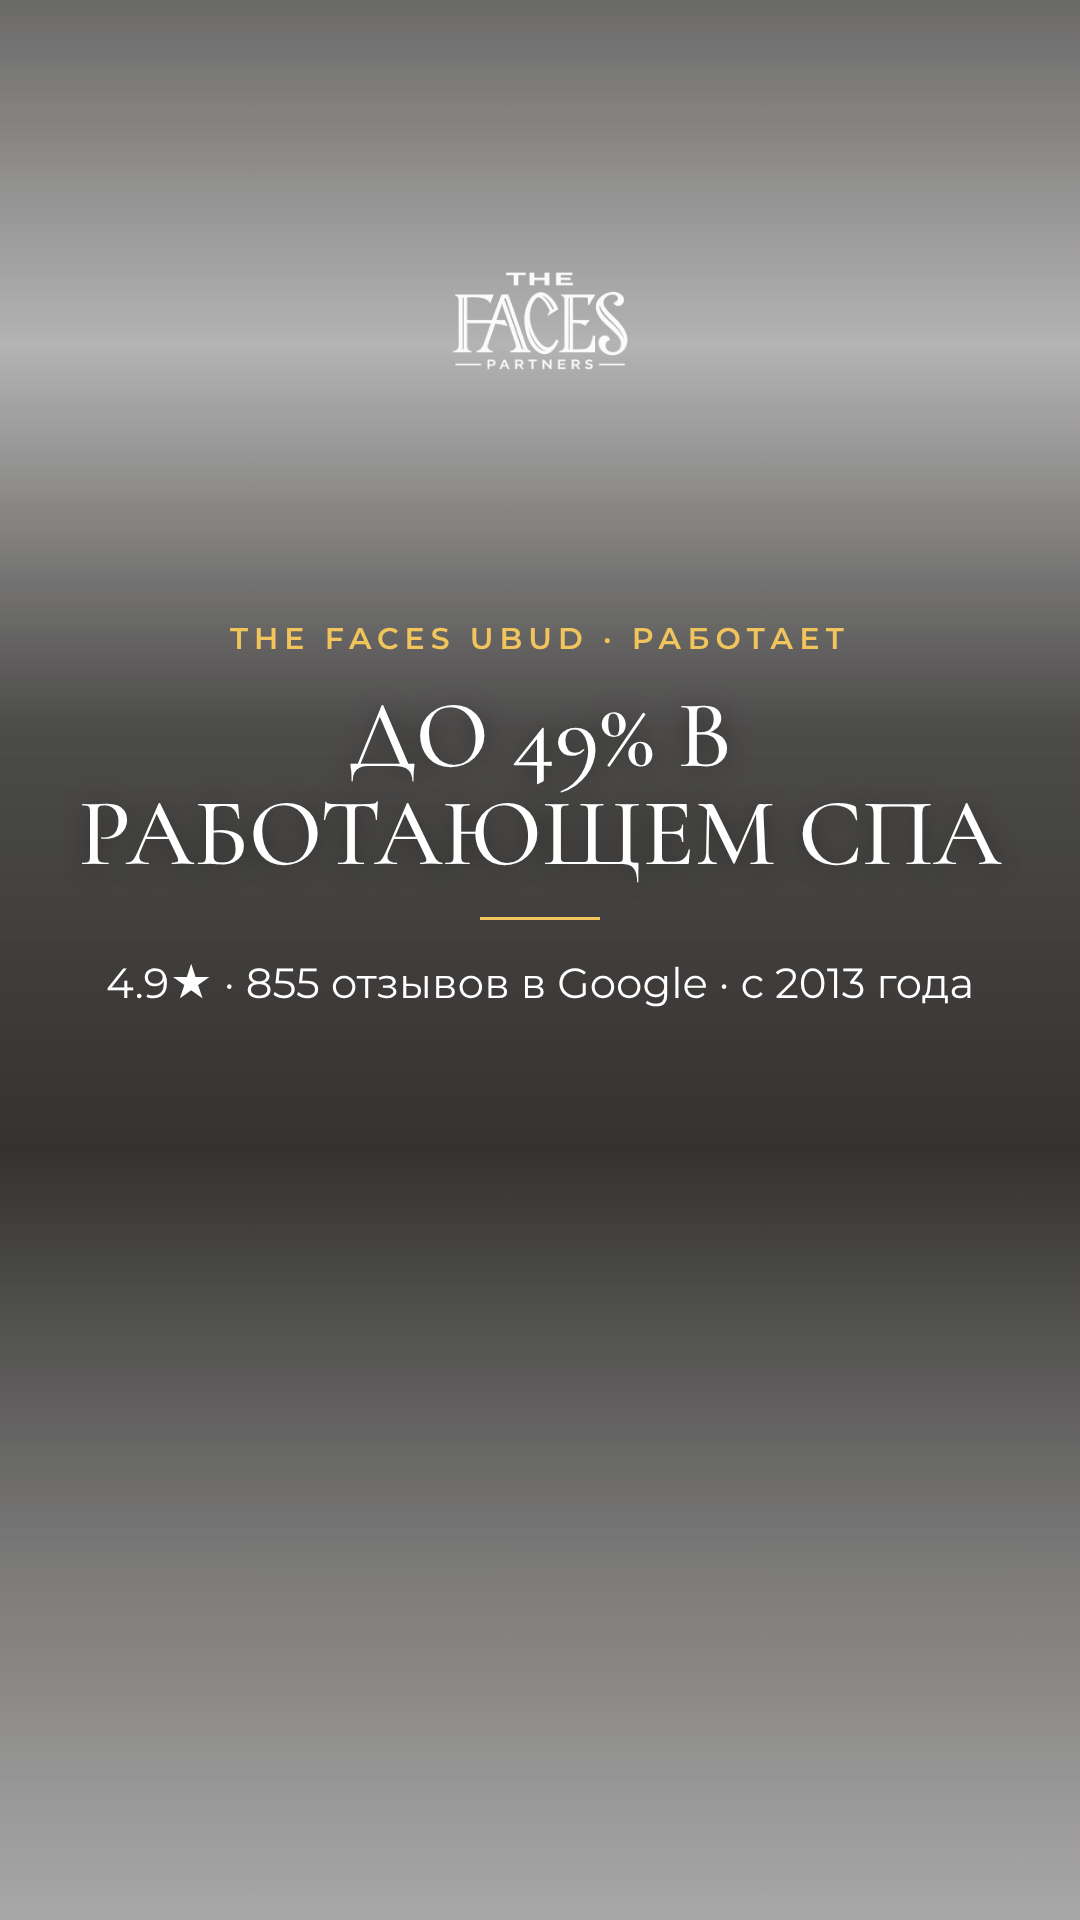 THE
FACES
PARTNERS
THE FACES UBUD · РАБОТАЕТ
ДО 49% В
РАБОТАЮЩЕМ СПА
4.9★ · 855 отзывов в Google · с 2013 года